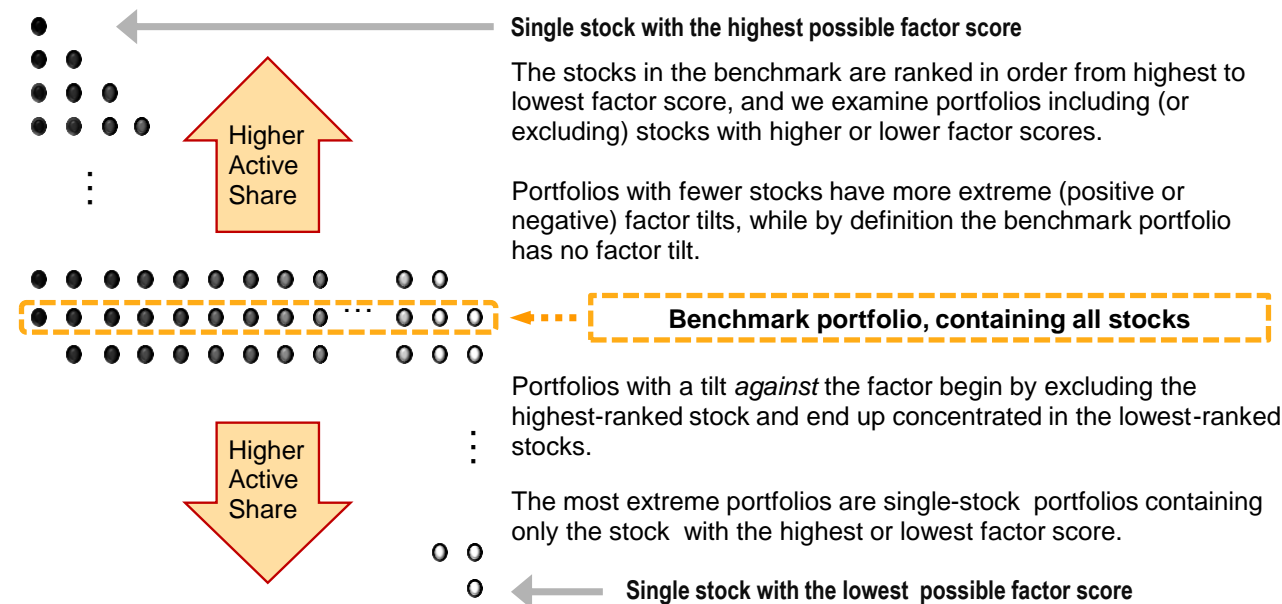 Single stock with the highest possible factor score
The stocks in the benchmark are ranked in order from highest to
lowest factor score, and we examine portfolios including (or
excluding) stocks with higher or lower factor scores.
Higher
Active
Share
Portfolios with fewer stocks have more extreme (positive or
negative) factor tilts, while by definition the benchmark portfolio
has no factor tilt.
Benchmark portfolio, containing all stocks
Portfolios with a tilt against the factor begin by excluding the
highest-ranked stock and end up concentrated in the lowest-ranked
stocks.
Higher
Active
Share
The most extreme portfolios are single-stock portfolios containing
only the stock with the highest or lowest factor score.
Single stock with the lowest possible factor score